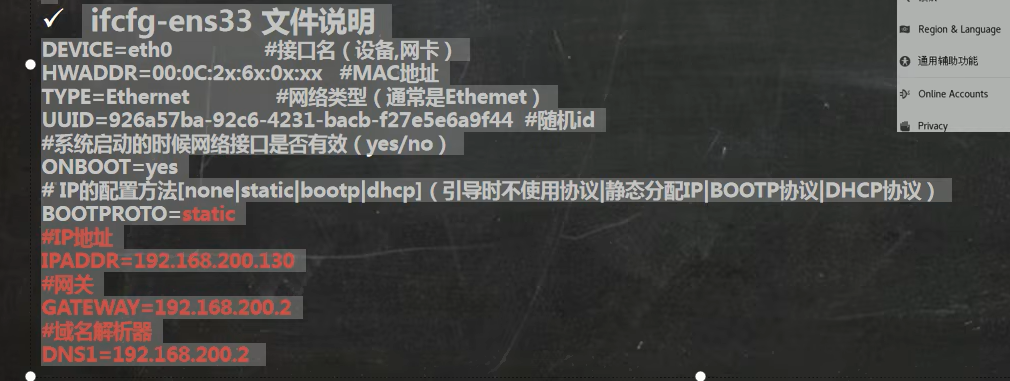 ✓ ifcfg-ens33 文件说明
DEVICE=eth0 #接口名（设备,网卡）
HWADDR=00:0C:2x:6x:0x:xx #MAC地址
TYPE=Ethernet #网络类型（通常是Ethemet）
UUID=926a57ba-92c6-4231-bacb-f27e5e6a9f44 #随机id
#系统启动的时候网络接口是否有效（yes/no）
ONBOOT=yes
# IP的配置方法[none|static|bootp|dhcp]（引导时不使用协议|静态分配IP|BOOTP协议|DHCP协议）
BOOTPROTO=static
#IP地址
IPADDR=192.168.200.130
#网关
GATEWAY=192.168.200.2
#域名解析器
DNS1=192.168.200.2
Region & Language
通用辅助功能
Online Accounts
Privacy